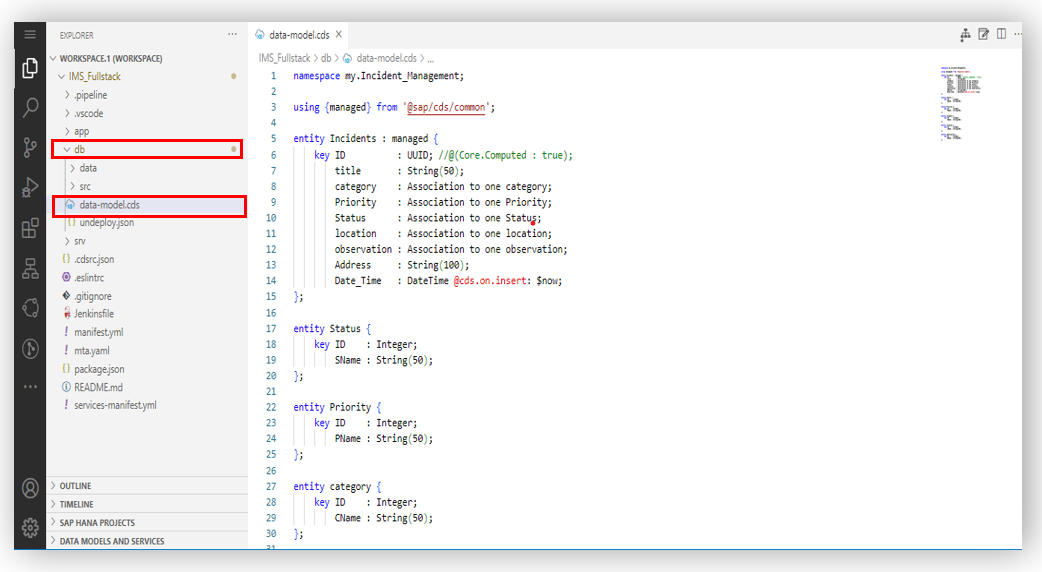 EXPLORER
···
WORKSPACE.1 (WORKSPACE)
IMS_Fullstack
.pipeline
.vscode
app
db
data
src
data-model.cds
undeploy.json
srv
{} .cdsrc.json
.eslintrc
.gitignore
Jenkinsfile
! manifest.yml
! mta.yaml
{} package.json
README.md
! services-manifest.yml
OUTLINE
TIMELINE
SAP HANA PROJECTS
DATA MODELS AND SERVICES
data-model.cds X
IMS_Fullstack > db > data-model.cds > ...
1 namespace my.Incident_Management;
2
3 using {managed} from '@sap/cds/common';
4
5 entity Incidents : managed {
6 key ID : UUID; //@(Core.Computed : true);
7 title : String(50);
8 category : Association to one category;
9 Priority : Association to one Priority;
10 Status : Association to one Status;
11 location : Association to one location;
12 observation : Association to one observation;
13 Address : String(100);
14 Date_Time : DateTime @cds.on.insert: $now;
15 };
16
17 entity Status {
18 key ID : Integer;
19 SName : String(50);
20 };
21
22 entity Priority {
23 key ID : Integer;
24 PName : String(50);
25 };
26
27 entity category {
28 key ID : Integer;
29 CName : String(50);
30 };
31